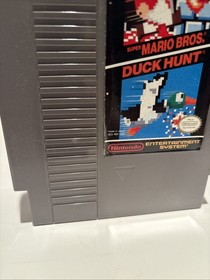 SUPER MARIO BROS.
DUCK HUNT
Nintendo
ENTERTAINMENT
SYSTEM